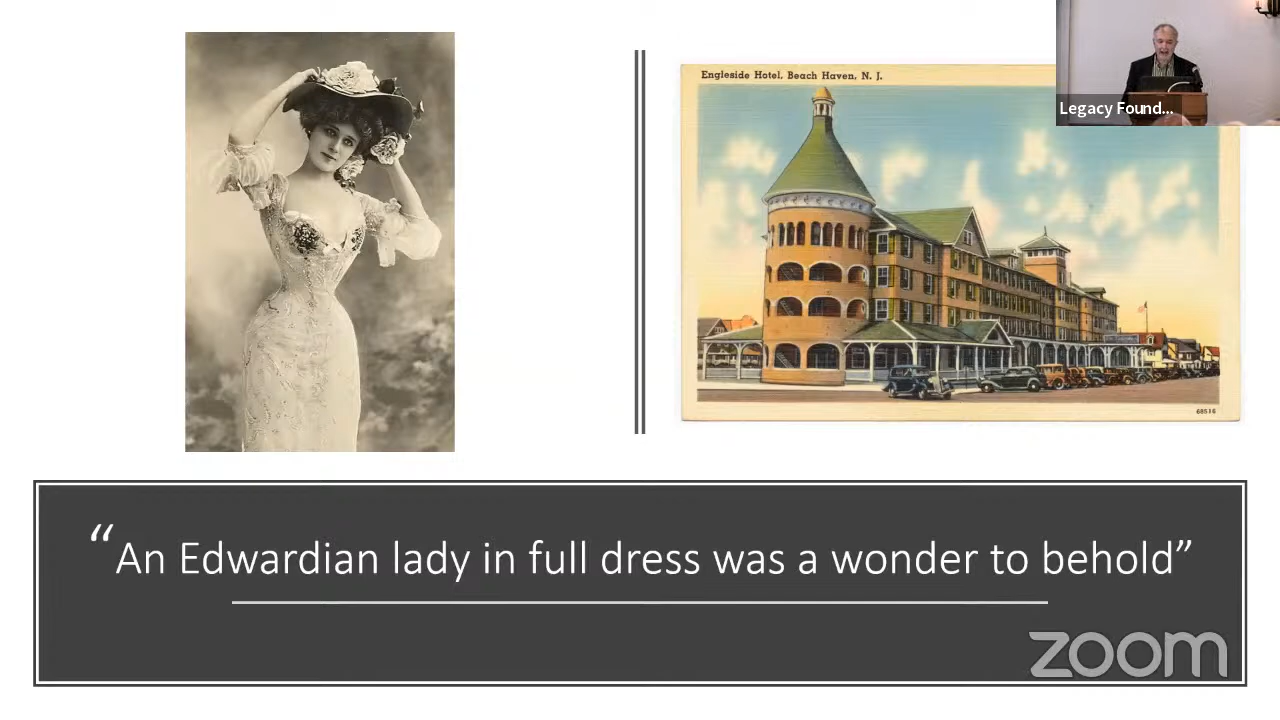 Engleside Hotel, Beach Haven, N. J.
Legacy Found...
68516
“An Edwardian lady in full dress was a wonder to behold”
zoom